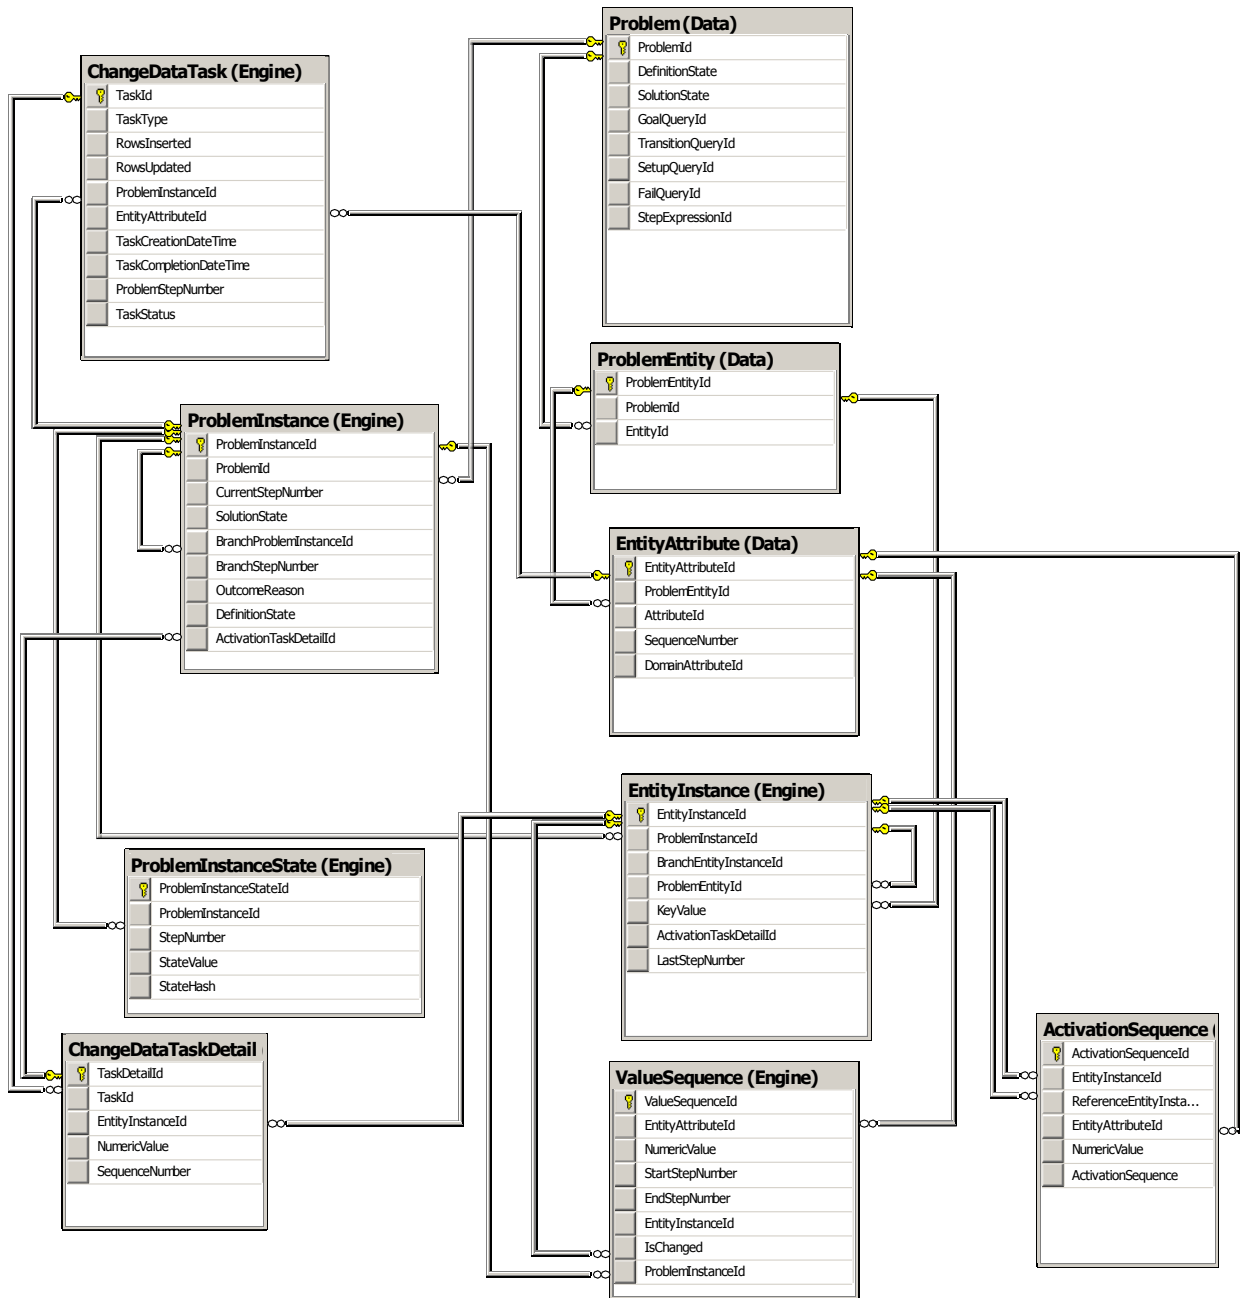 Problem (Data)
ProblemId
DefinitionState
SolutionState
GoalQueryId
TransitionQueryId
SetupQueryId
FailQueryId
StepExpressionId
ChangeDataTask (Engine)
TaskId
TaskType
RowsInserted
RowsUpdated
ProblemInstanceId
EntityAttributeId
TaskCreationDateTime
TaskCompletionDateTime
ProblemStepNumber
TaskStatus
ProblemEntity (Data)
ProblemEntityId
ProblemId
EntityId
ProblemInstance (Engine)
ProblemInstanceId
ProblemId
CurrentStepNumber
SolutionState
BranchProblemInstanceId
BranchStepNumber
OutcomeReason
DefinitionState
ActivationTaskDetailId
EntityAttribute (Data)
EntityAttributeId
ProblemEntityId
AttributeId
SequenceNumber
DomainAttributeId
EntityInstance (Engine)
EntityInstanceId
ProblemInstanceId
BranchEntityInstanceId
ProblemEntityId
KeyValue
ActivationTaskDetailId
LastStepNumber
ProblemInstanceState (Engine)
ProblemInstanceStateId
ProblemInstanceId
StepNumber
StateValue
StateHash
ChangeDataTaskDetail
TaskDetailId
TaskId
EntityInstanceId
NumericValue
SequenceNumber
ValueSequence (Engine)
ValueSequenceId
EntityAttributeId
NumericValue
StartStepNumber
EndStepNumber
EntityInstanceId
IsChanged
ProblemInstanceId
ActivationSequence (
ActivationSequenceId
EntityInstanceId
ReferenceEntityInsta...
EntityAttributeId
NumericValue
ActivationSequence